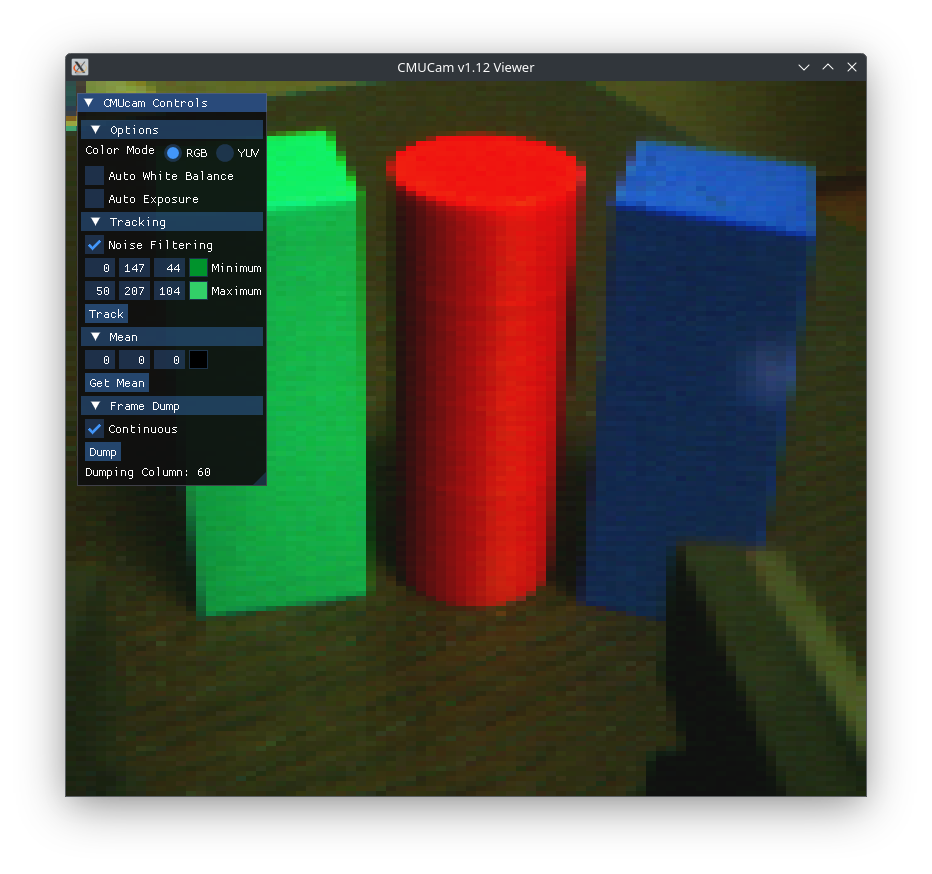 CMUCam v1.12 Viewer
CMUcam Controls
Options
Color Mode RGB YUV
Auto White Balance
Auto Exposure
Tracking
Noise Filtering
0 147 44 Minimum
50 207 104 Maximum
Track
Mean
0 0 0
Get Mean
Frame Dump
Continuous
Dump
Dumping Column: 60